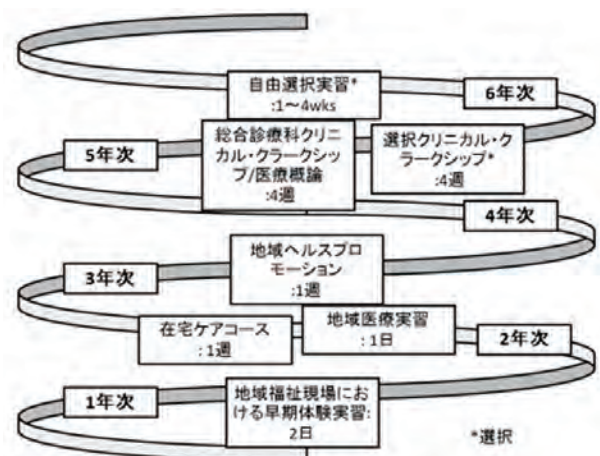 自由選択実習*
:1～4wks
6年次
5年次
総合診療科クリニ
カル・クラークシッ
プ/医療概論
:4週
選択クリニカル・ク
ラークシップ*
:4週
4年次
地域ヘルスプロ
モーション
:1週
3年次
在宅ケアコース
:1週
地域医療実習
:1日
2年次
1年次
地域福祉現場にお
ける早期体験実習:
2日
*選択